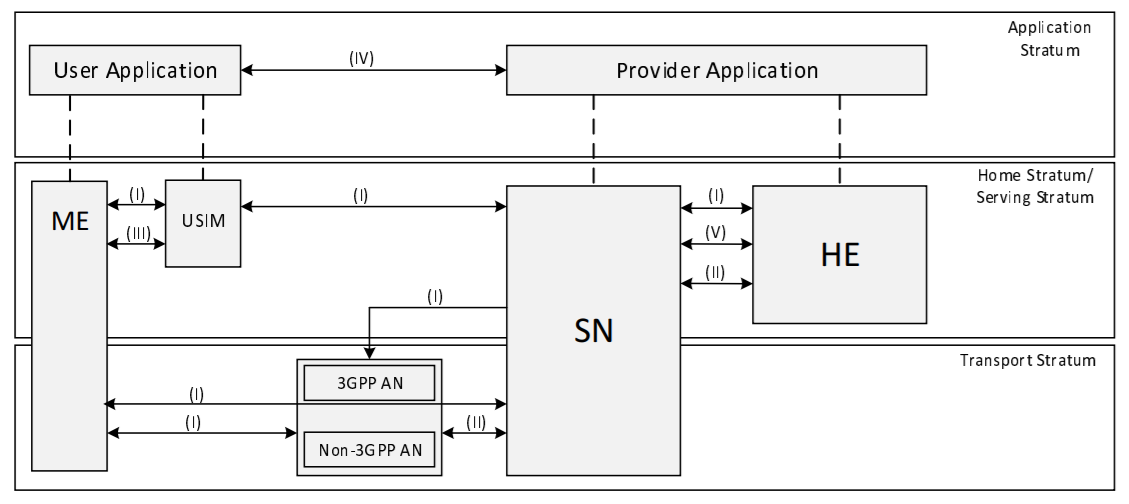 Application
Stratum
(IV)
User Application
Provider Application
Home Stratum/
Serving Stratum
(I)
(I)
(I)
ME
USIM
(III)
(V)
HE
(II)
(I)
SN
Transport Stratum
3GPP AN
(I)
(I)
(II)
Non-3GPP AN